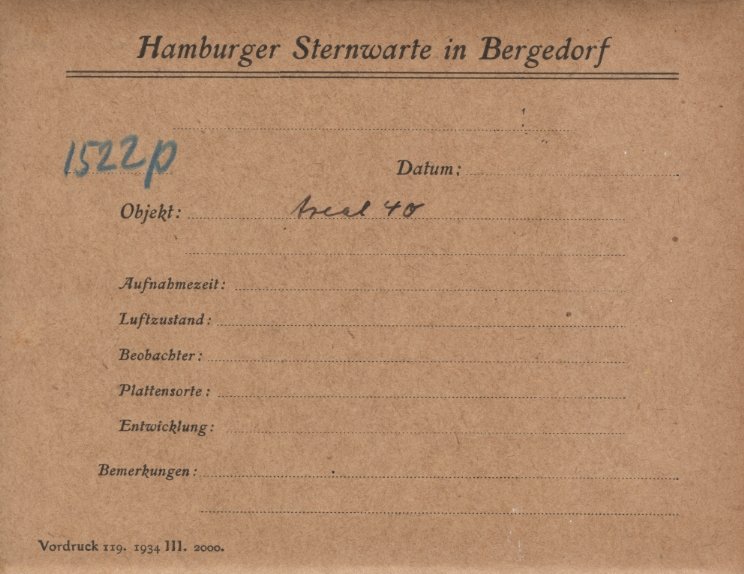 Hamburger Sternwarte in Bergedorf
1522p
Datum:
Objekt: Areal 40
Aufnahmezeit:
Luftzustand:
Beobachter:
Plattensorte:
Entwicklung:
Bemerkungen:
Vordruck 119. 1934 III. 2000.